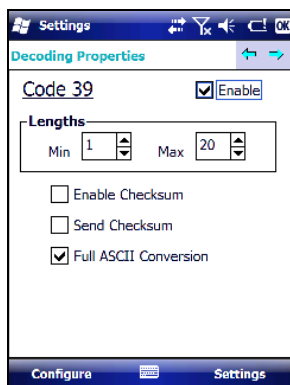 Settings OK
Decoding Properties
Code 39 Enable
Lengths
Min 1 Max 20
Enable Checksum
Send Checksum
Full ASCII Conversion
Configure Settings